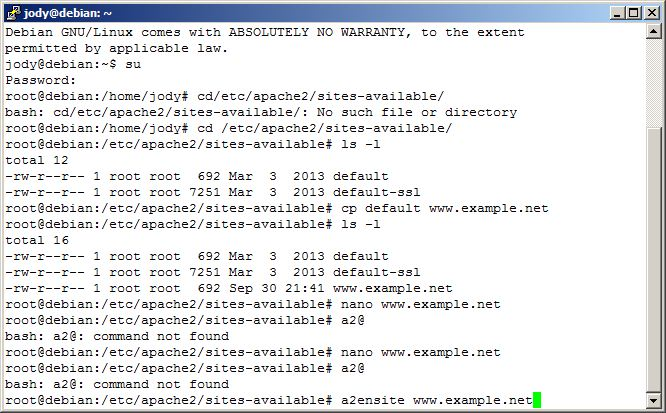 jody@debian: ~
Debian GNU/Linux comes with ABSOLUTELY NO WARRANTY, to the extent
permitted by applicable law.
jody@debian:~$ su
Password:
root@debian:/home/jody# cd/etc/apache2/sites-available/
bash: cd/etc/apache2/sites-available/: No such file or directory
root@debian:/home/jody# cd /etc/apache2/sites-available/
root@debian:/etc/apache2/sites-available# ls -l
total 12
-rw-r--r-- 1 root root  692 Mar  3  2013 default
-rw-r--r-- 1 root root 7251 Mar  3  2013 default-ssl
root@debian:/etc/apache2/sites-available# cp default www.example.net
root@debian:/etc/apache2/sites-available# ls -l
total 16
-rw-r--r-- 1 root root  692 Mar  3  2013 default
-rw-r--r-- 1 root root 7251 Mar  3  2013 default-ssl
-rw-r--r-- 1 root root  692 Sep 30 21:41 www.example.net
root@debian:/etc/apache2/sites-available# nano www.example.net
root@debian:/etc/apache2/sites-available# a2@
bash: a2@: command not found
root@debian:/etc/apache2/sites-available# nano www.example.net
root@debian:/etc/apache2/sites-available# a2@
bash: a2@: command not found
root@debian:/etc/apache2/sites-available# a2ensite www.example.net